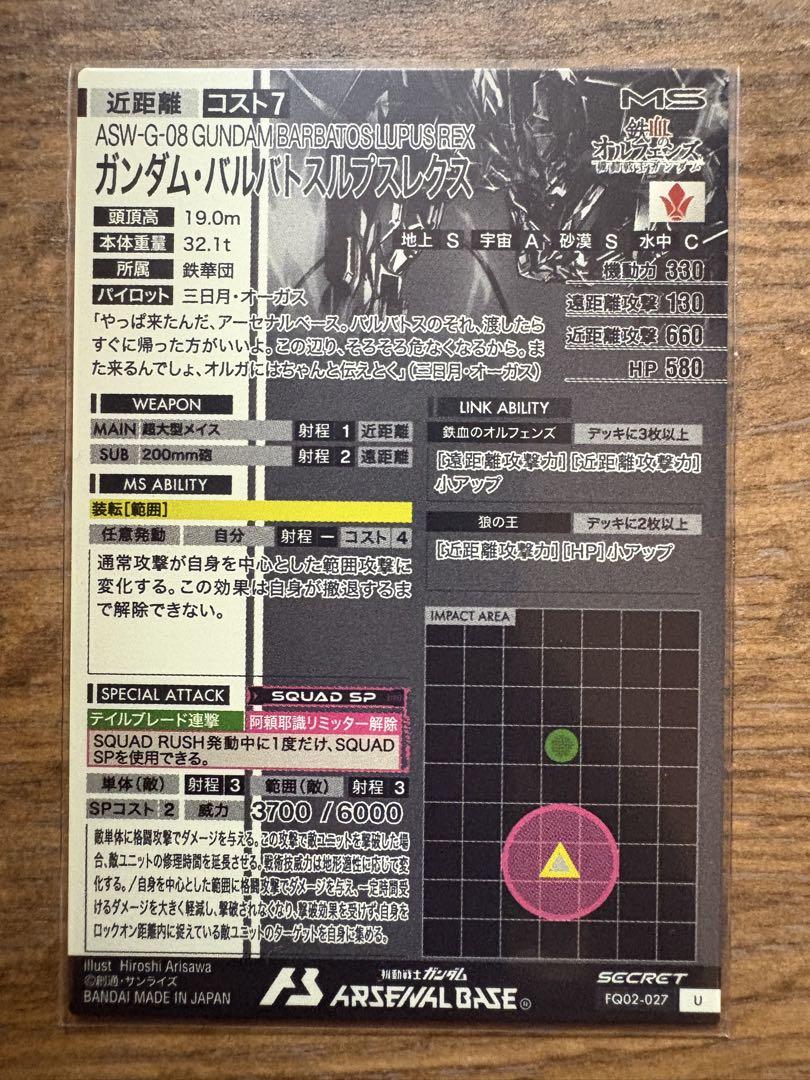 近距離 コスト7
MS
ASW-G-08 GUNDAM BARBATOS LUPUS REX
ガンダム・バルバトスルプスレクス
鉄血のオルフェンズ
機動戦士ガンダム
頭頂高 19.0m
本体重量 32.1t
所属 鉄華団
パイロット 三日月・オーガス
地上 S 宇宙 A 砂漠 S 水中 C
機動力 330
遠距離攻撃 130
近距離攻撃 660
HP 580
「やっぱ来たんだ、アーセナルベース。バルバトスのそれ、渡したら
すぐに帰った方がいいよ。この辺り、そろそろ危なくなるから。ま
た来るんでしょ、オルガにはちゃんと伝えとく」(三日月・オーガス)
WEAPON
MAIN 超大型メイス 射程 1 近距離
SUB 200mm砲 射程 2 遠距離
MS ABILITY
装転[範囲]
任意発動 自分 射程 ー コスト 4
通常攻撃が自身を中心とした範囲攻撃に
変化する。この効果は自身が撤退するま
で解除できない。
LINK ABILITY
鉄血のオルフェンズ デッキに3枚以上
[遠距離攻撃力][近距離攻撃力]
小アップ
狼の王 デッキに2枚以上
[近距離攻撃力][HP]小アップ
IMPACT AREA
SPECIAL ATTACK SQUAD SP
テイルブレード連撃 阿頼耶識リミッター解除
SQUAD RUSH発動中に1度だけ、SQUAD
SPを使用できる。
単体(敵) 射程 3 範囲(敵) 射程 3
SPコスト 2 威力 3700 / 6000
敵単体に格闘攻撃でダメージを与える。この攻撃で敵ユニットを撃破した場
合、敵ユニットの修理時間を延長させる。戦術技威力は地形適性に応じて変
化する。/自身を中心とした範囲に格闘攻撃でダメージを与え、一定時間受
けるダメージを大きく軽減し、撃破されなくなり、撃破効果を受けず、自身を
ロックオン距離内に捉えている敵ユニットのターゲットを自身に集める。
illust Hiroshi Arisawa
©創通・サンライズ
BANDAI MADE IN JAPAN
機動戦士ガンダム
ARSENAL BASE
SECRET
FQ02-027 U